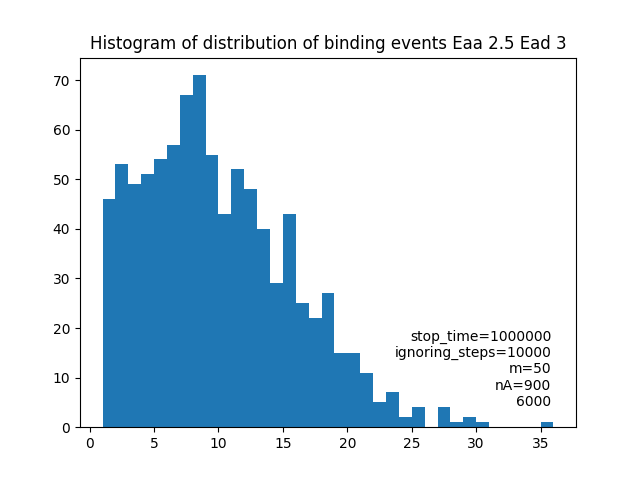 Histogram of distribution of binding events Eaa 2.5 Ead 3
70
60
50
40
30
20
10
0
stop_time=1000000
ignoring_steps=10000
m=50
nA=900
6000
0 5 10 15 20 25 30 35